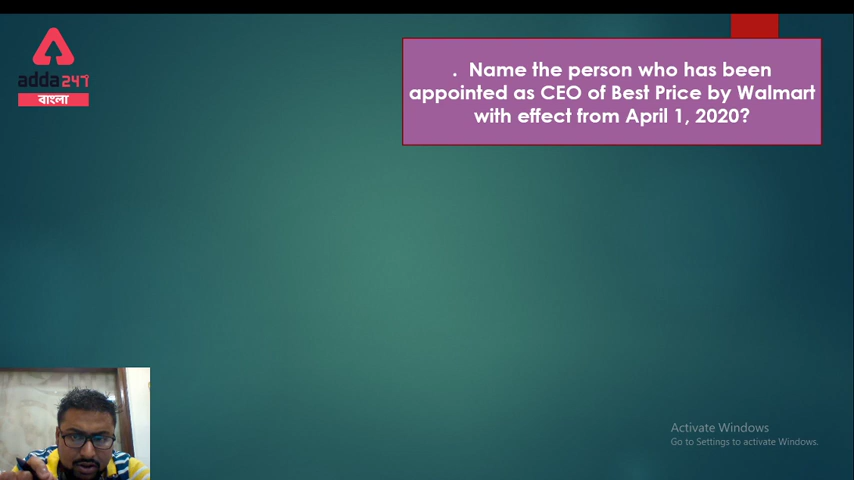 adda247
বাংলা
. Name the person who has been
appointed as CEO of Best Price by Walmart
with effect from April 1, 2020?
Activate Windows
Go to Settings to activate Windows.